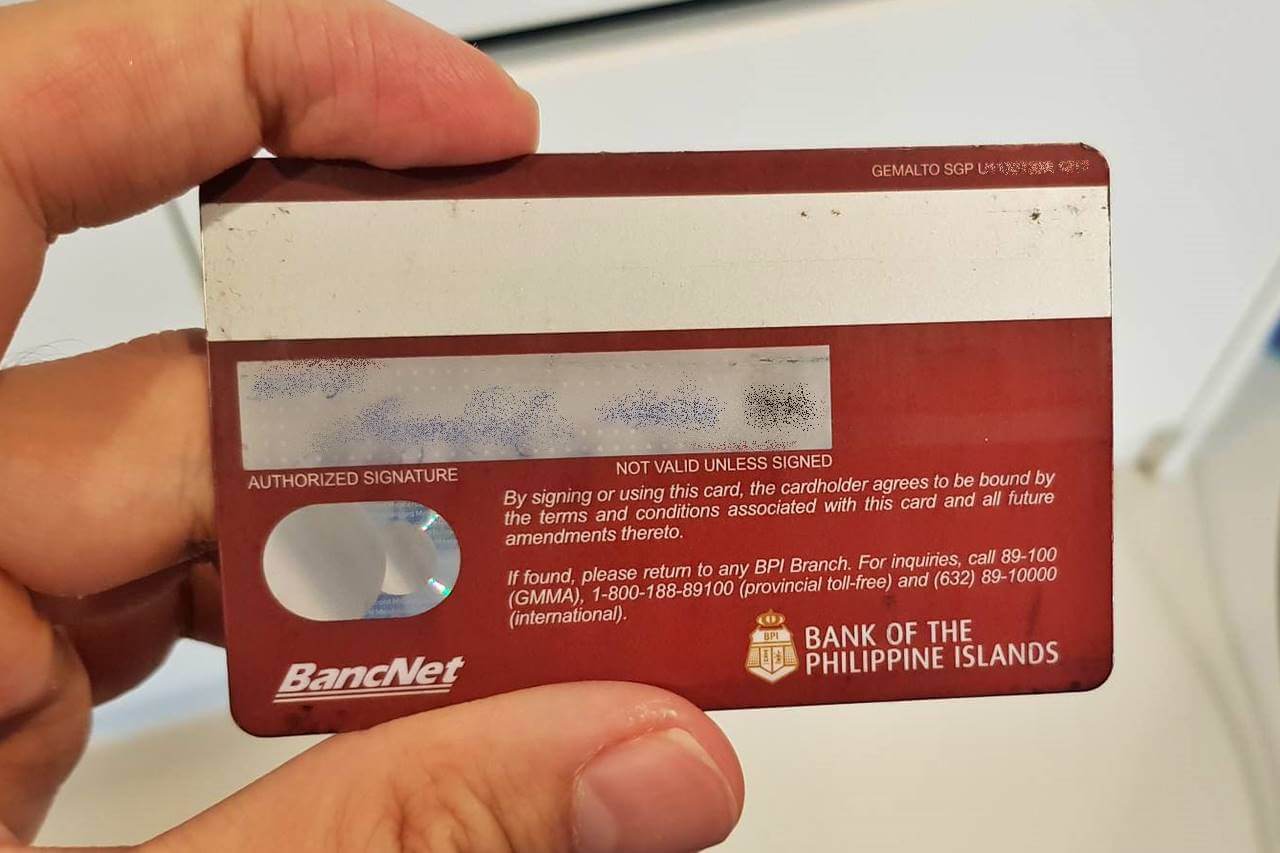 GEMALTO SGP
AUTHORIZED SIGNATURE
NOT VALID UNLESS SIGNED
By signing or using this card, the cardholder agrees to be bound by
the terms and conditions associated with this card and all future
amendments thereto.
If found, please return to any BPI Branch. For inquiries, call 89-100
(GMMA), 1-800-188-89100 (provincial toll-free) and (632) 89-10000
(international).
BancNet
BPI
BANK OF THE
PHILIPPINE ISLANDS